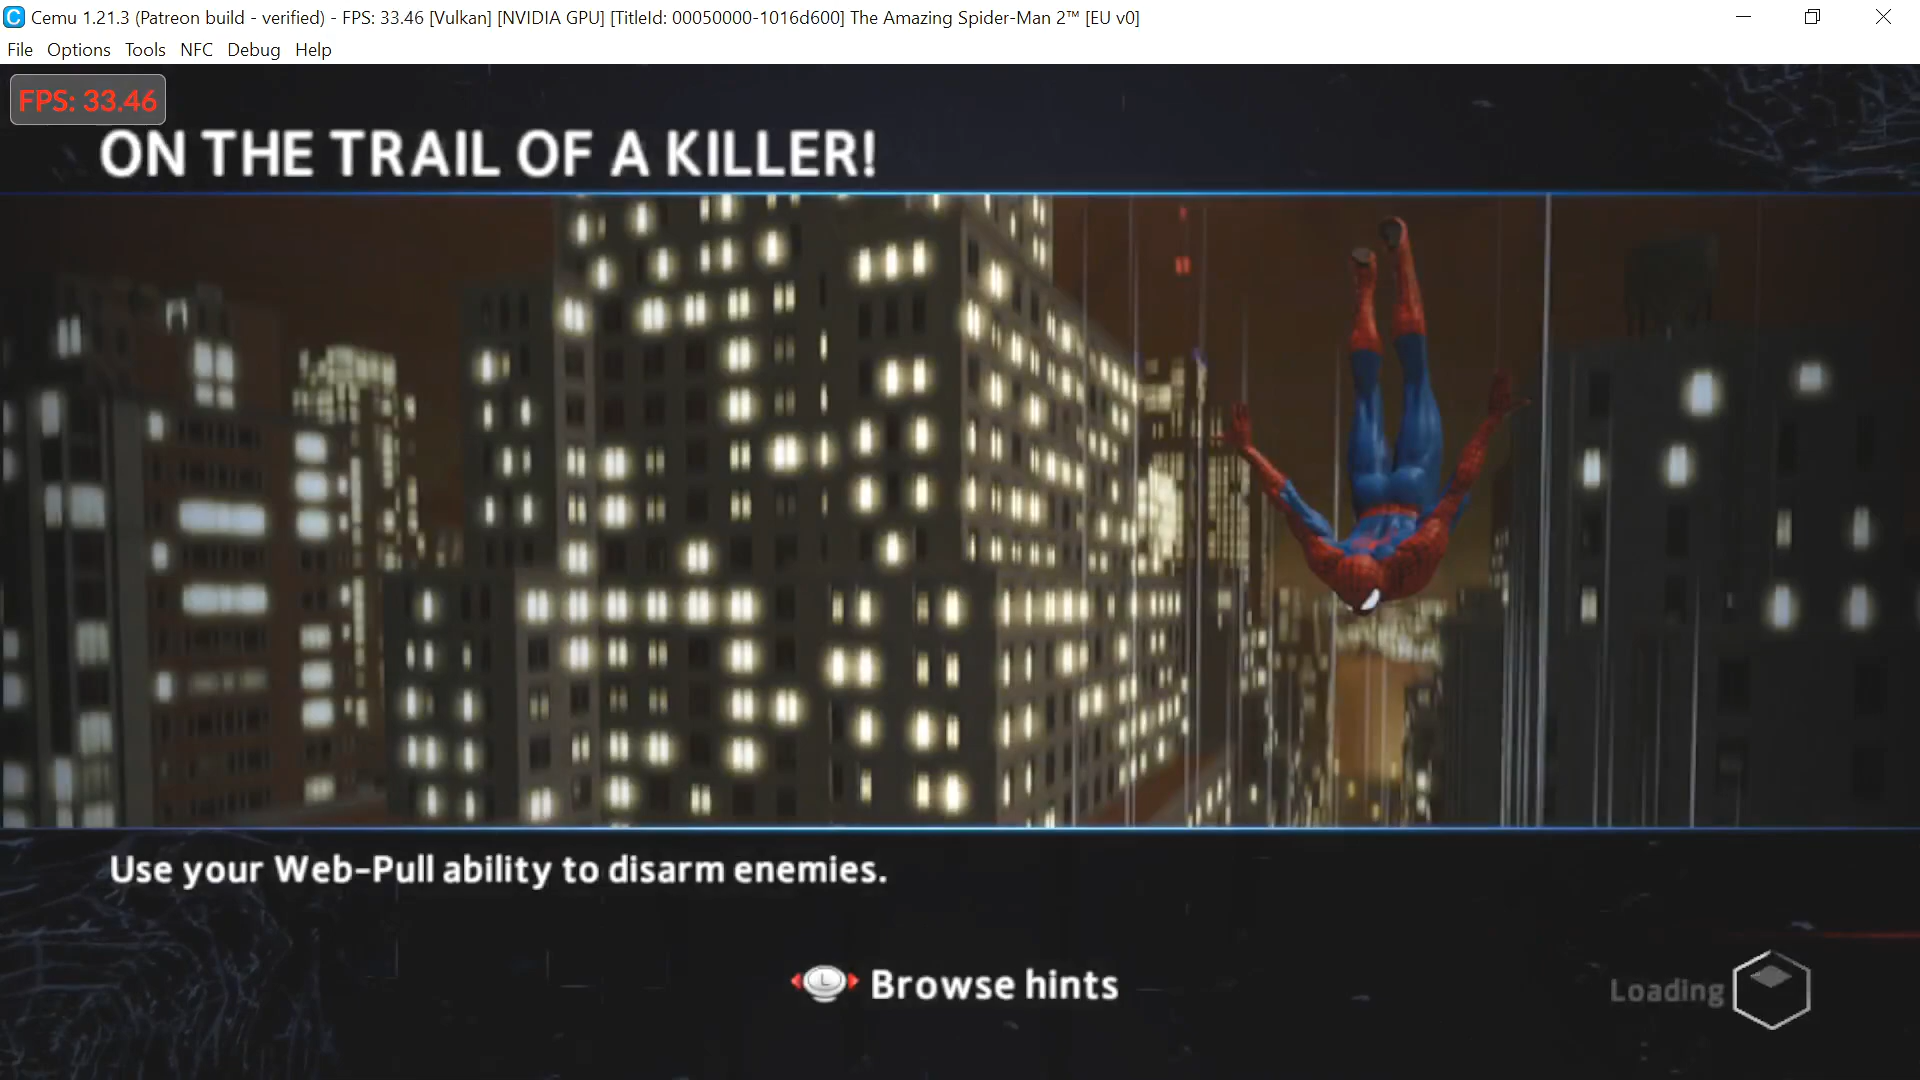 Cemu 1.21.3 (Patreon build - verified) - FPS: 33.46 [Vulkan] [NVIDIA GPU] [TitleId: 00050000-1016d600] The Amazing Spider-Man 2™ [EU v0]
File Options Tools NFC Debug Help
FPS: 33.46
ON THE TRAIL OF A KILLER!
Use your Web-Pull ability to disarm enemies.
L Browse hints
Loading